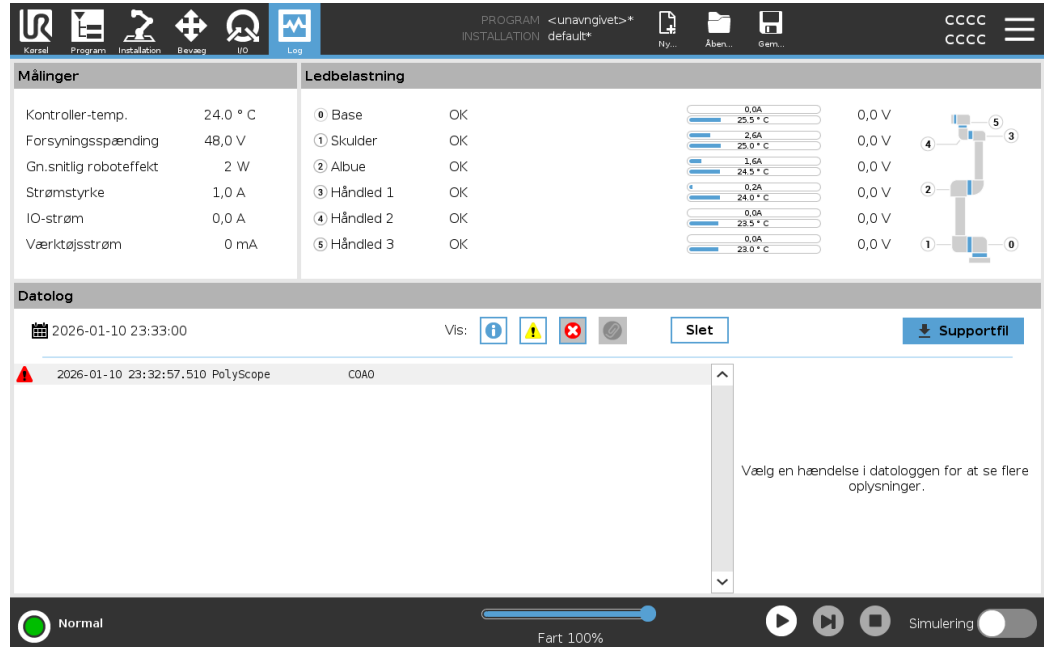 PROGRAM <unavngivet>*
INSTALLATION default*
CCCC
CCCC
Kørsel Program Installation Bevæg I/O Log Ny... Åben... Gem...
Målinger
Kontroller-temp. 24.0 ° C
Forsyningsspænding 48,0 V
Gn.snitlig roboteffekt 2 W
Strømstyrke 1,0 A
IO-strøm 0,0 A
Værktøjsstrøm 0 mA
Ledbelastning
0 Base OK 0,0A 25.5 ° C 0,0 V
1 Skulder OK 2,6A 25.0 ° C 0,0 V
2 Albue OK 1,6A 24.5 ° C 0,0 V
3 Håndled 1 OK 0,2A 24.0 ° C 0,0 V
4 Håndled 2 OK 0,0A 23.5 ° C 0,0 V
5 Håndled 3 OK 0,0A 23.0 ° C 0,0 V
5
4 3
2
1 0
Datolog
2026-01-10 23:33:00 Vis: Slet Supportfil
2026-01-10 23:32:57.510 PolyScope C0A0
Vælg en hændelse i datologgen for at se flere
oplysninger.
Normal
Fart 100%
Simulering